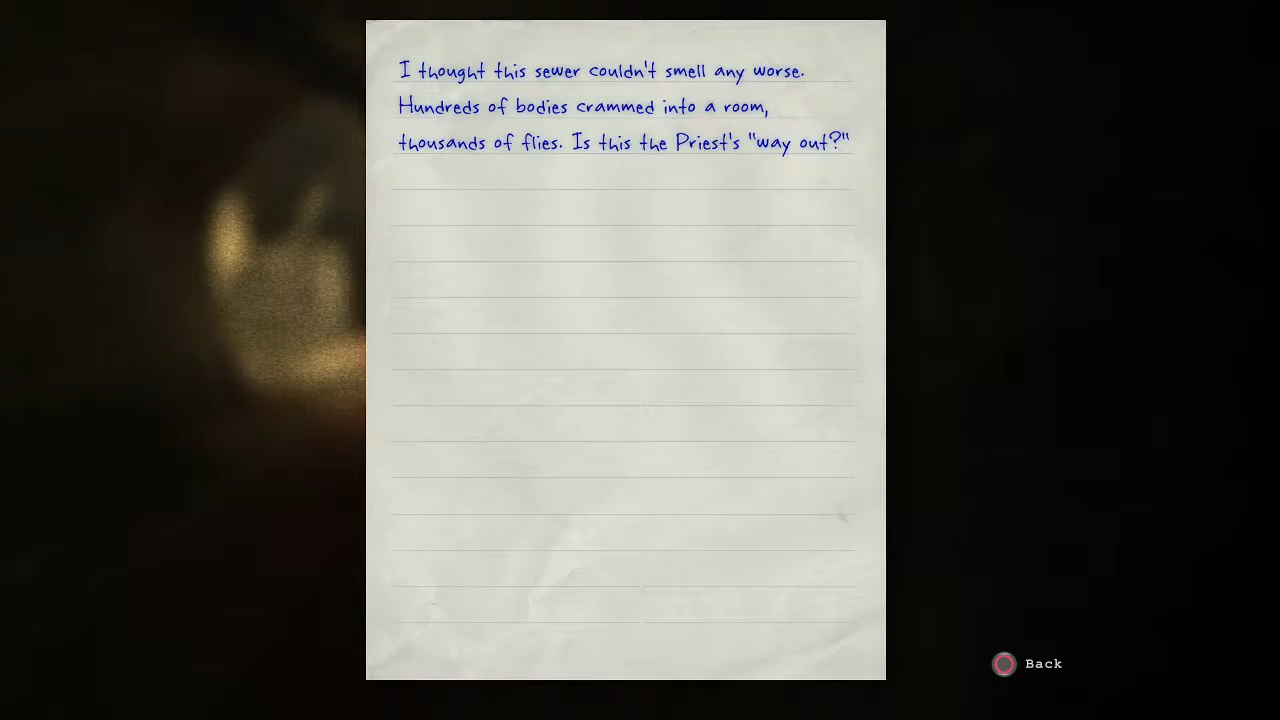 I thought this sewer couldn't smell any worse.
Hundreds of bodies crammed into a room,
thousands of flies. Is this the Priest's "way out?"
Back